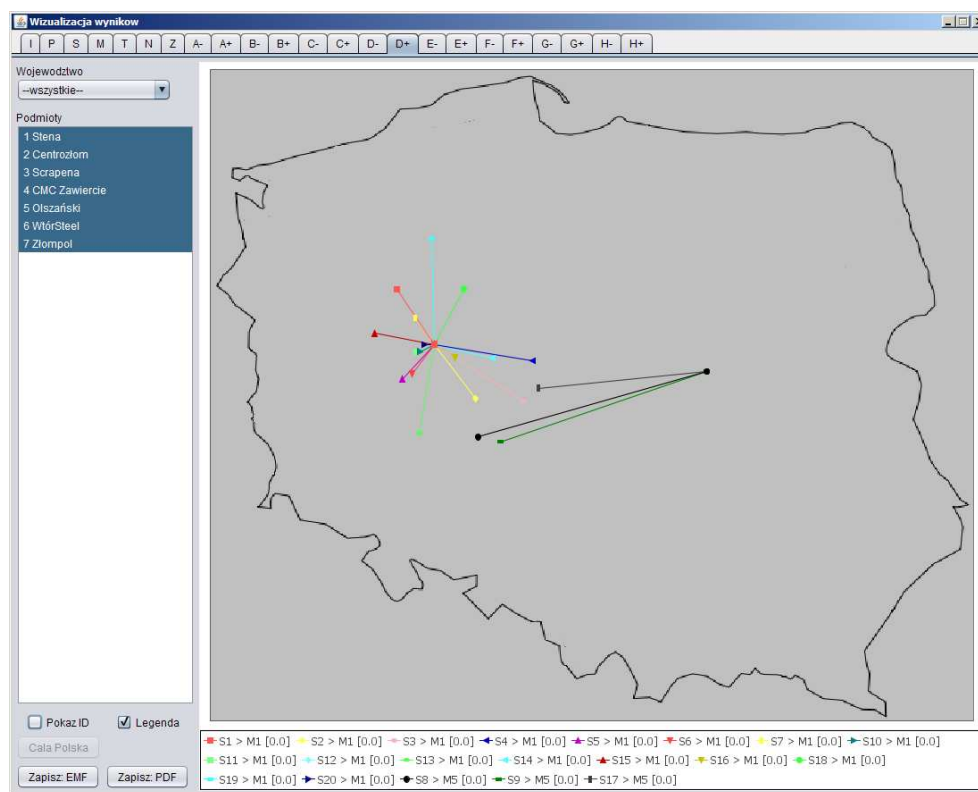 Wizualizacja wynikow
I P S M T N Z A- A+ B- B+ C- C+ D- D+ E- E+ F- F+ G- G+ H- H+
Wojewodztwo
--wszystkie--
Podmioty
1 Stena
2 Centrozłom
3 Scrapena
4 CMC Zawiercie
5 Olszański
6 WtórSteel
7 Złompol
Pokaz ID Legenda
Cala Polska
Zapisz: EMF Zapisz: PDF
S1 > M1 [0.0] S2 > M1 [0.0] S3 > M1 [0.0] S4 > M1 [0.0] S5 > M1 [0.0] S6 > M1 [0.0] S7 > M1 [0.0] S10 > M1 [0.0]
S11 > M1 [0.0] S12 > M1 [0.0] S13 > M1 [0.0] S14 > M1 [0.0] S15 > M1 [0.0] S16 > M1 [0.0] S18 > M1 [0.0]
S19 > M1 [0.0] S20 > M1 [0.0] S8 > M5 [0.0] S9 > M5 [0.0] S17 > M5 [0.0]